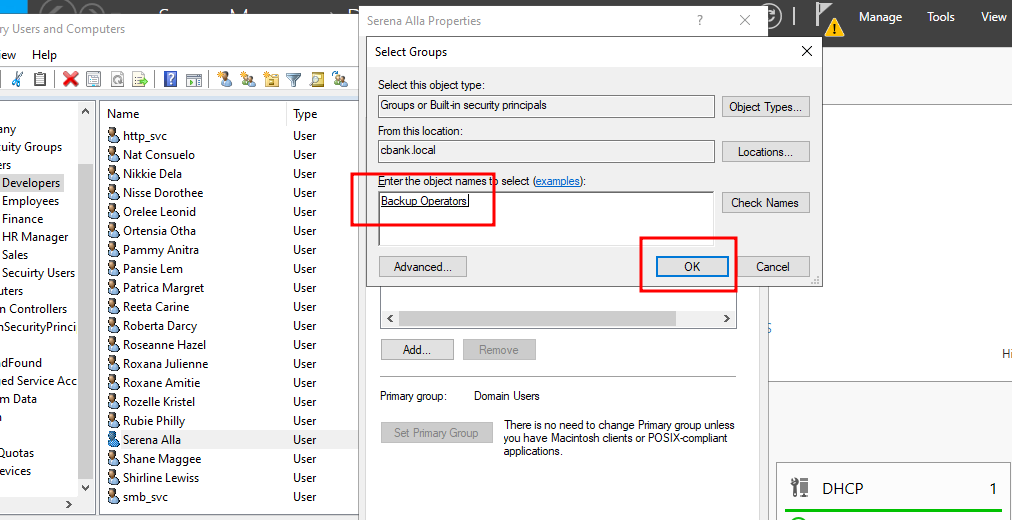 Serena Alla Properties
?
Manage
Tools
View
ry Users and Computers
Select Groups
iew
Help
Select this object type:
Groups or Built-in security principals
Object Types...
Name
Type
From this location:
cbank.local
Locations...
any
cuity Groups
ers
Developers
Employees
Finance
HR Manager
Sales
Secuirty Users
uters
n Controllers
nSecurityPrinci
ndFound
ged Service Acc
m Data
Quotas
evices
http_svc
User
Nat Consuelo
User
Nikkie Dela
User
Nisse Dorothee
User
Orelee Leonid
User
Ortensia Otha
User
Pammy Anitra
User
Pansie Lem
User
Patrica Margret
User
Reeta Carine
User
Roberta Darcy
User
Roseanne Hazel
User
Roxana Julienne
User
Roxane Amitie
User
Rozelle Kristel
User
Rubie Philly
User
Serena Alla
User
Shane Maggee
User
Shirline Lewiss
User
smb_svc
User
Enter the object names to select (examples):
Backup Operators
Check Names
Advanced...
OK
Cancel
Add...
Remove
Primary group:
Domain Users
Set Primary Group
There is no need to change Primary group unless
you have Macintosh clients or POSIX-compliant
applications.
Hi
DHCP
1